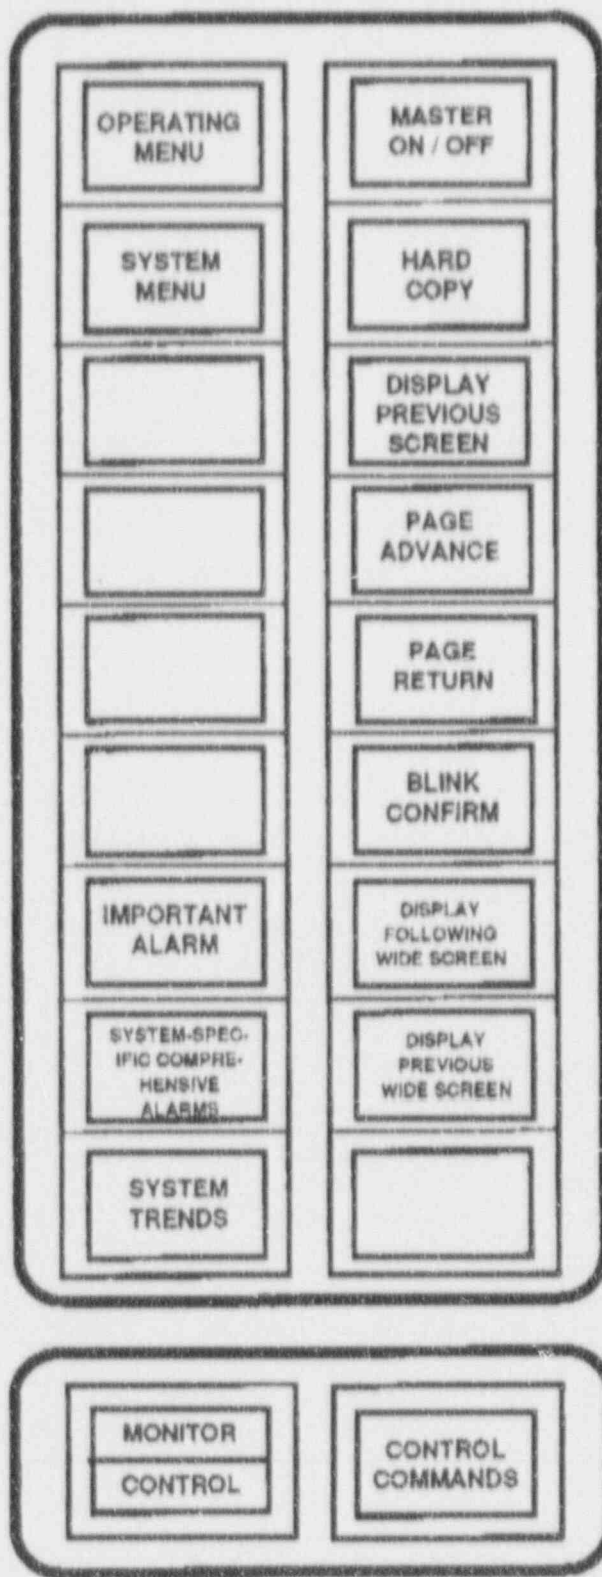 OPERATING
MENU
SYSTEM
MENU
IMPORTANT
ALARM
SYSTEM-SPEC-
IFIC COMPRE-
HENSIVE
ALARMS
SYSTEM
TRENDS
MASTER
ON / OFF
HARD
COPY
DISPLAY
PREVIOUS
SCREEN
PAGE
ADVANCE
PAGE
RETURN
BLINK
CONFIRM
DISPLAY
FOLLOWING
WIDE SCREEN
DISPLAY
PREVIOUS
WIDE SCREEN
MONITOR
CONTROL
CONTROL
COMMANDS